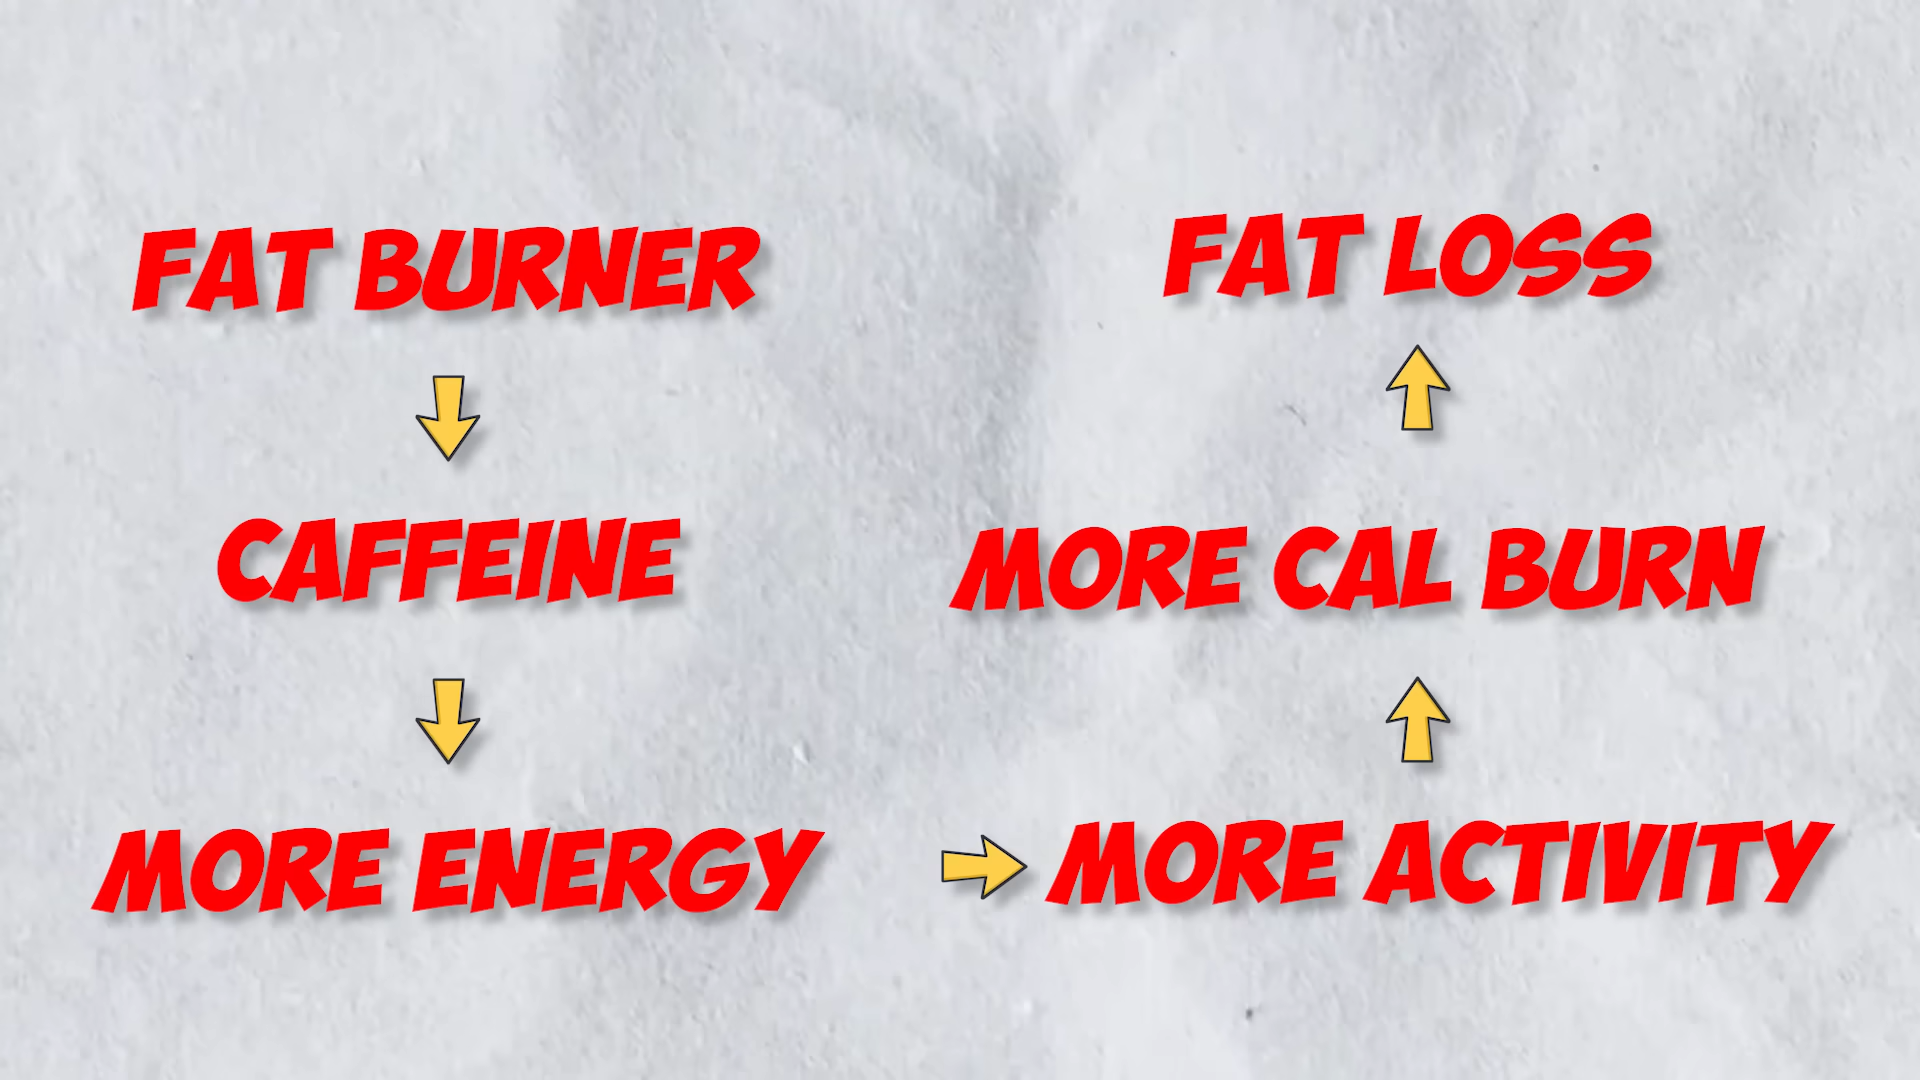 FAT BURNER
CAFFEINE
MORE ENERGY
MORE ACTIVITY
MORE CAL BURN
FAT LOSS